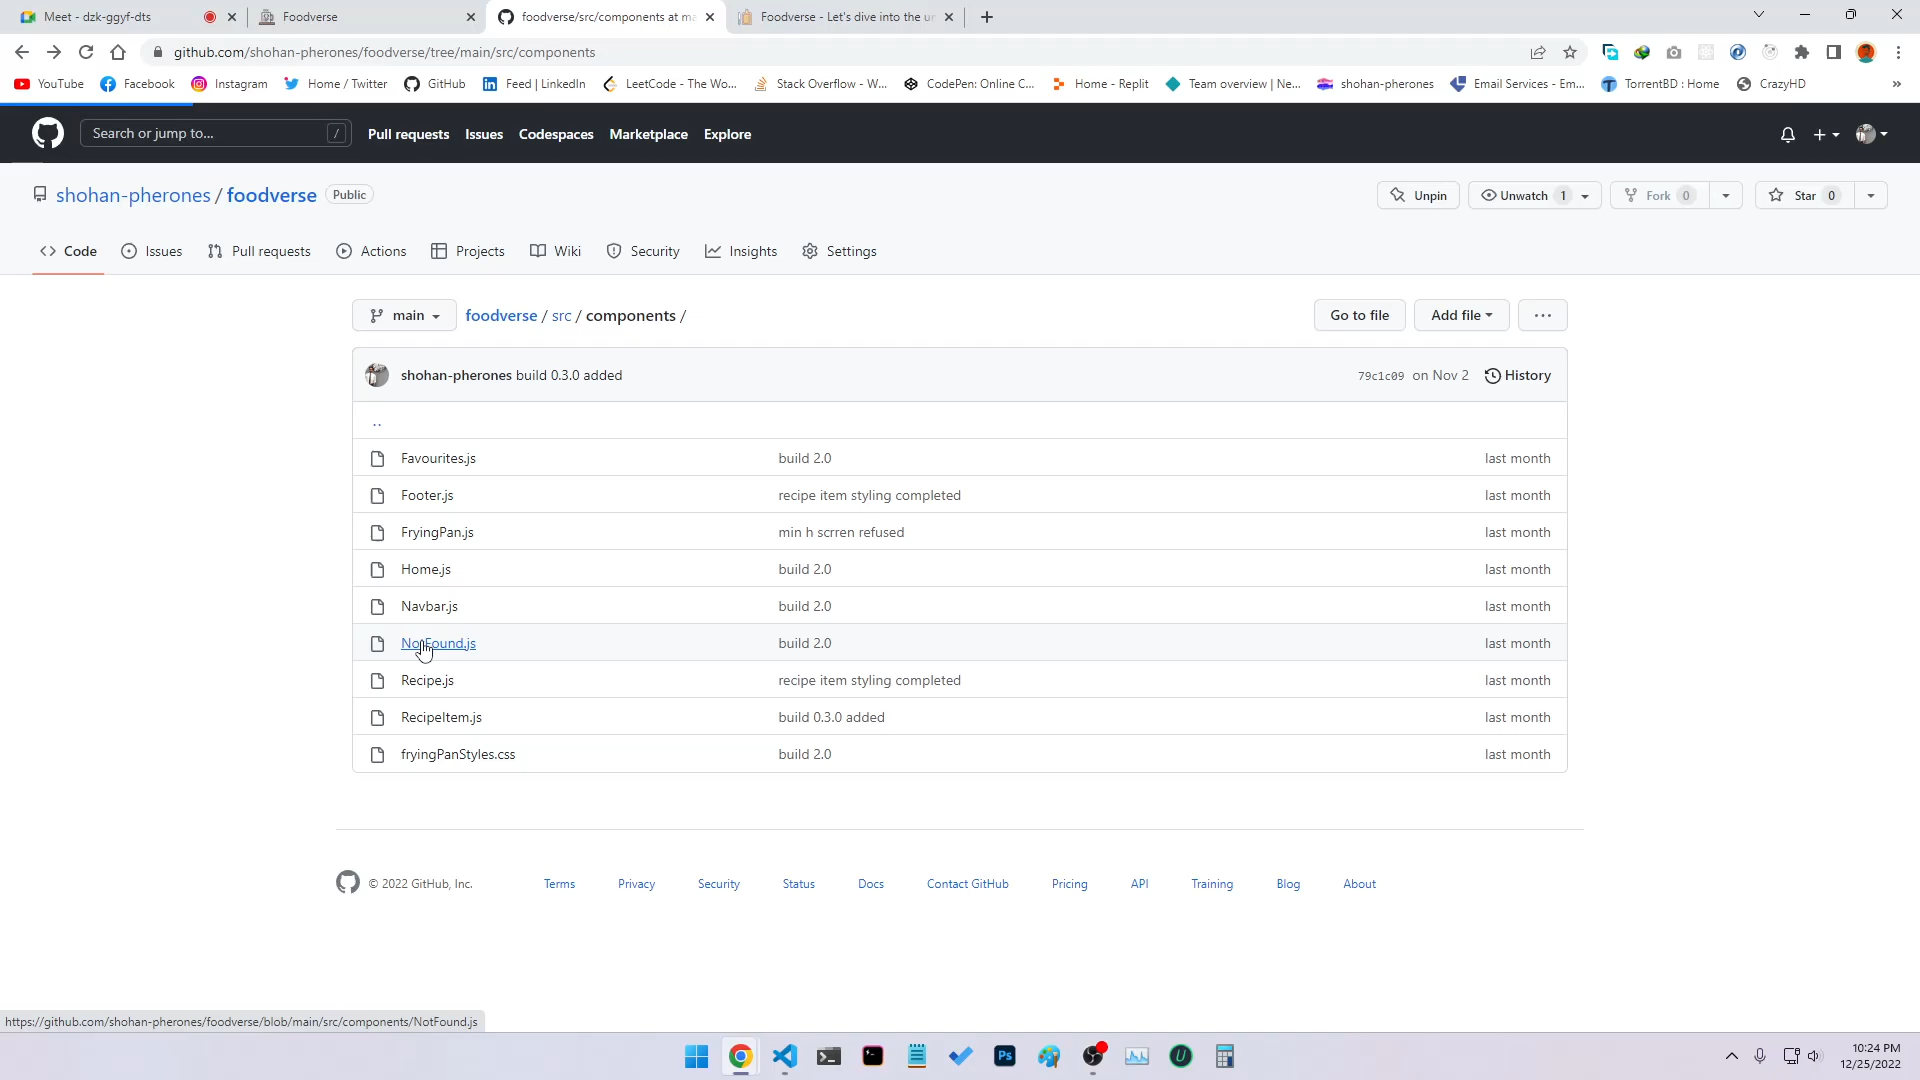 Meet - dzk-ggyf-dts
Foodverse
foodverse/src/components at ma
Foodverse - Let's dive into the u
github.com/shohan-pherones/foodverse/tree/main/src/components
YouTube Facebook Instagram Home / Twitter GitHub Feed | LinkedIn LeetCode - The Wo... Stack Overflow - W... CodePen: Online C... Home - Replit Team overview | Ne... shohan-pherones Email Services - Em... TorrentBD : Home CrazyHD »
Search or jump to... / Pull requests Issues Codespaces Marketplace Explore
shohan-pherones / foodverse Public Unpin Unwatch 1 Fork 0 Star 0
Code Issues Pull requests Actions Projects Wiki Security Insights Settings
main foodverse / src / components / Go to file Add file ...
shohan-pherones build 0.3.0 added 79c1c09 on Nov 2 History
..
Favourites.js build 2.0 last month
Footer.js recipe item styling completed last month
FryingPan.js min h scrren refused last month
Home.js build 2.0 last month
Navbar.js build 2.0 last month
NotFound.js build 2.0 last month
Recipe.js recipe item styling completed last month
RecipeItem.js build 0.3.0 added last month
fryingPanStyles.css build 2.0 last month
© 2022 GitHub, Inc. Terms Privacy Security Status Docs Contact GitHub Pricing API Training Blog About
https://github.com/shohan-pherones/foodverse/blob/main/src/components/NotFound.js
Ps
10:24 PM
12/25/2022